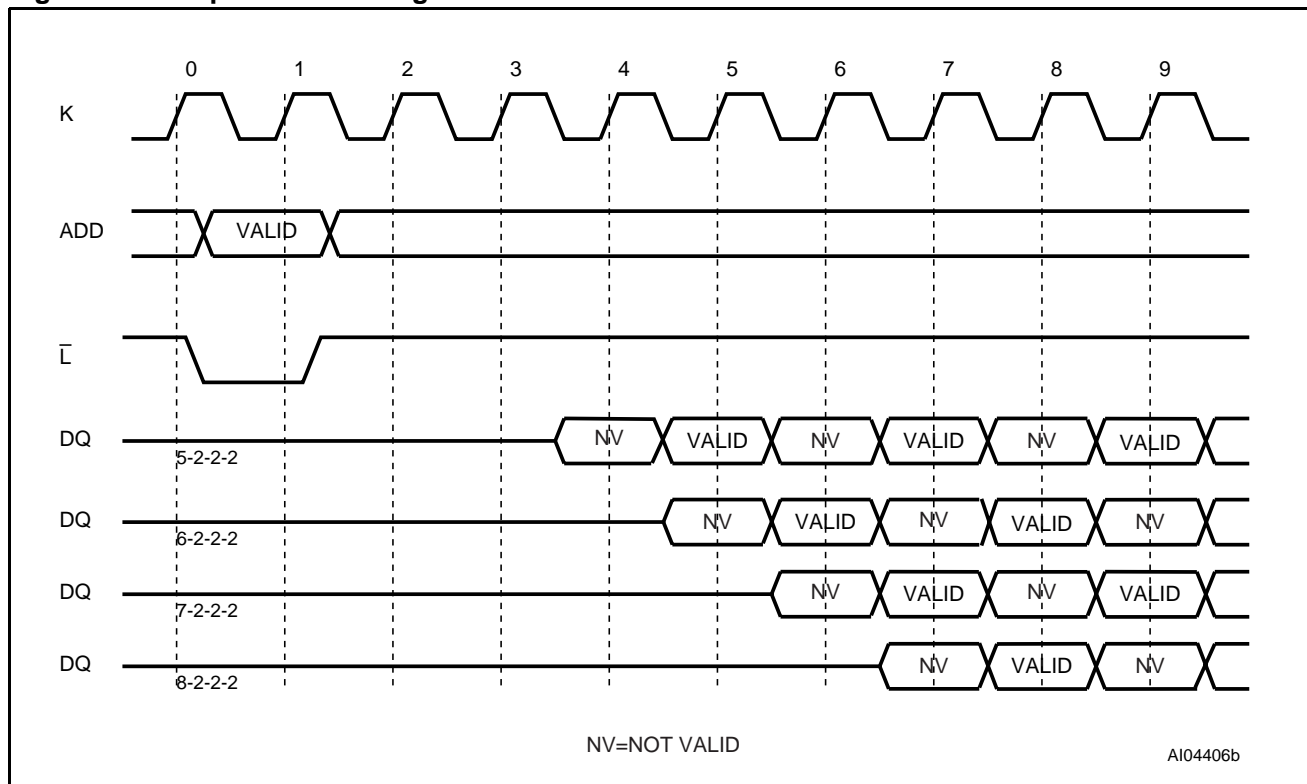 0 1 2 3 4 5 6 7 8 9
K
ADD VALID
L̅
DQ NV VALID NV VALID NV VALID
5-2-2-2
DQ NV VALID NV VALID NV
6-2-2-2
DQ NV VALID NV VALID
7-2-2-2
DQ NV VALID NV
8-2-2-2
NV=NOT VALID
AI04406b